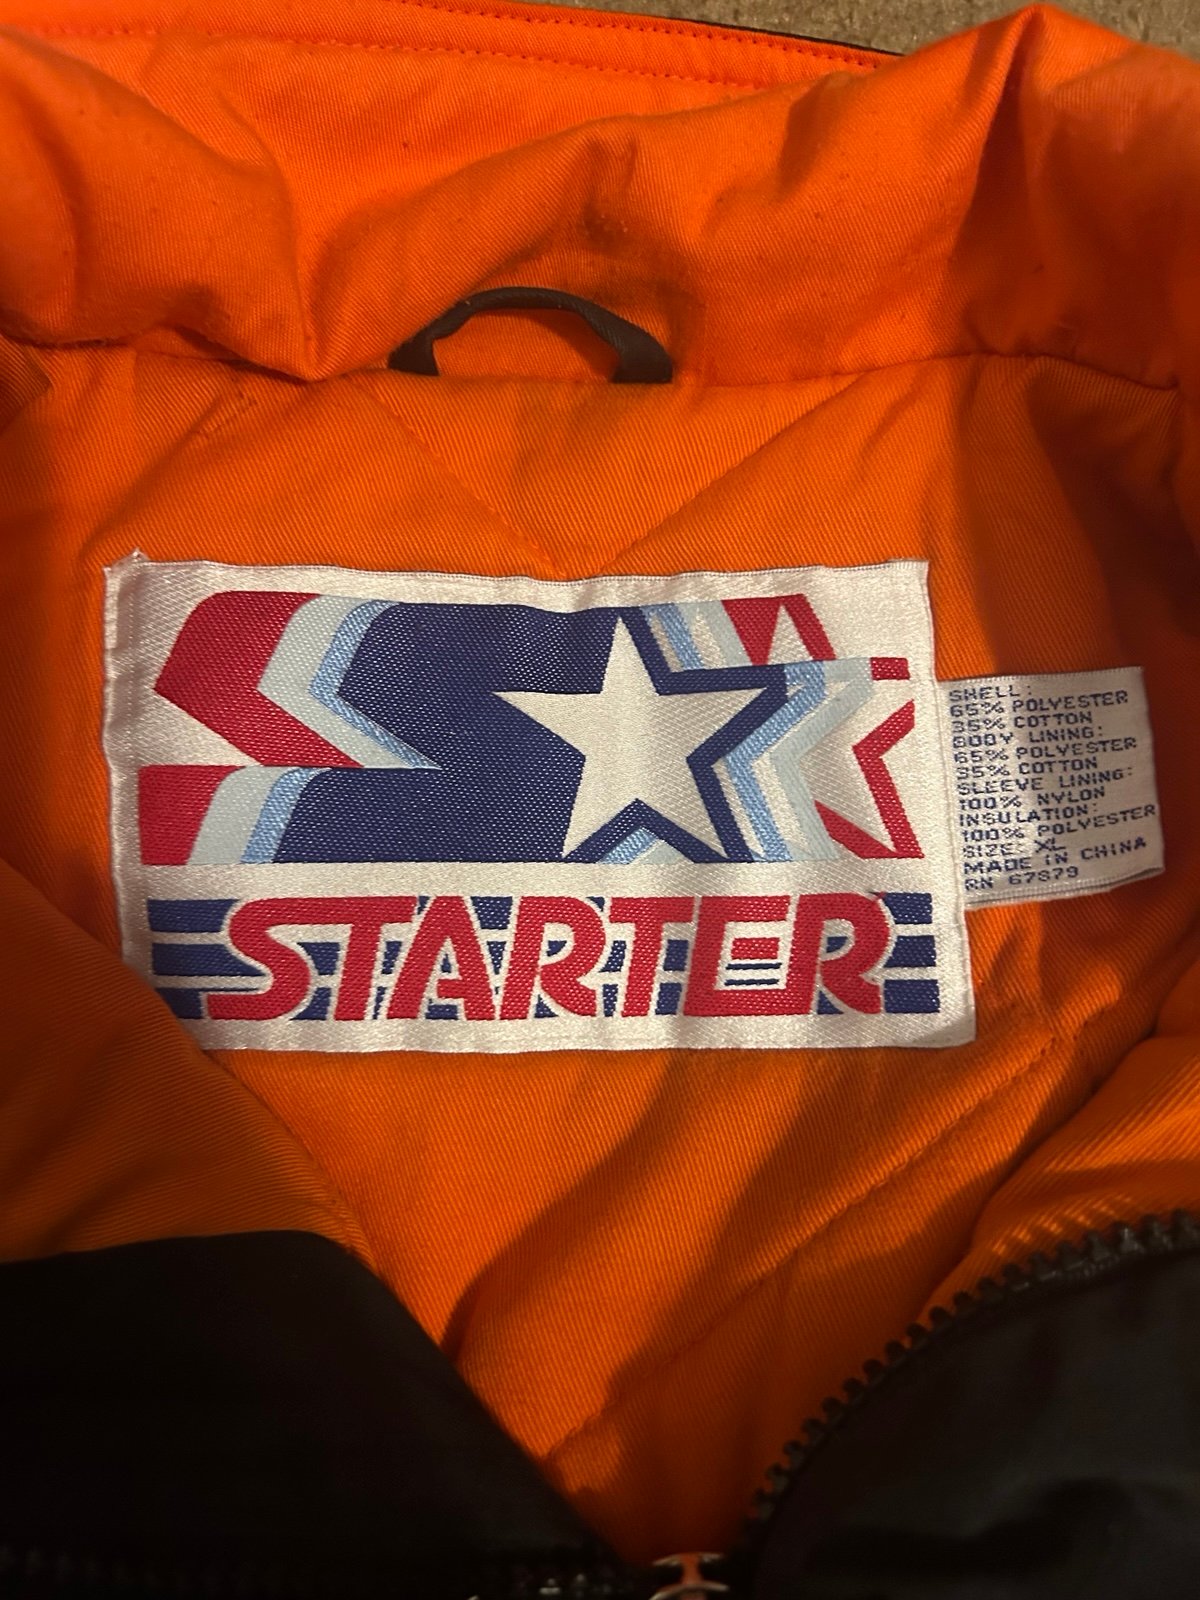 STARTER
SHELL:
65% POLYESTER
35% COTTON
BODY LINING:
65% POLYESTER
35% COTTON
SLEEVE LINING:
100% NYLON
INSULATION:
100% POLYESTER
SIZE: XL
MADE IN CHINA
RN 67879